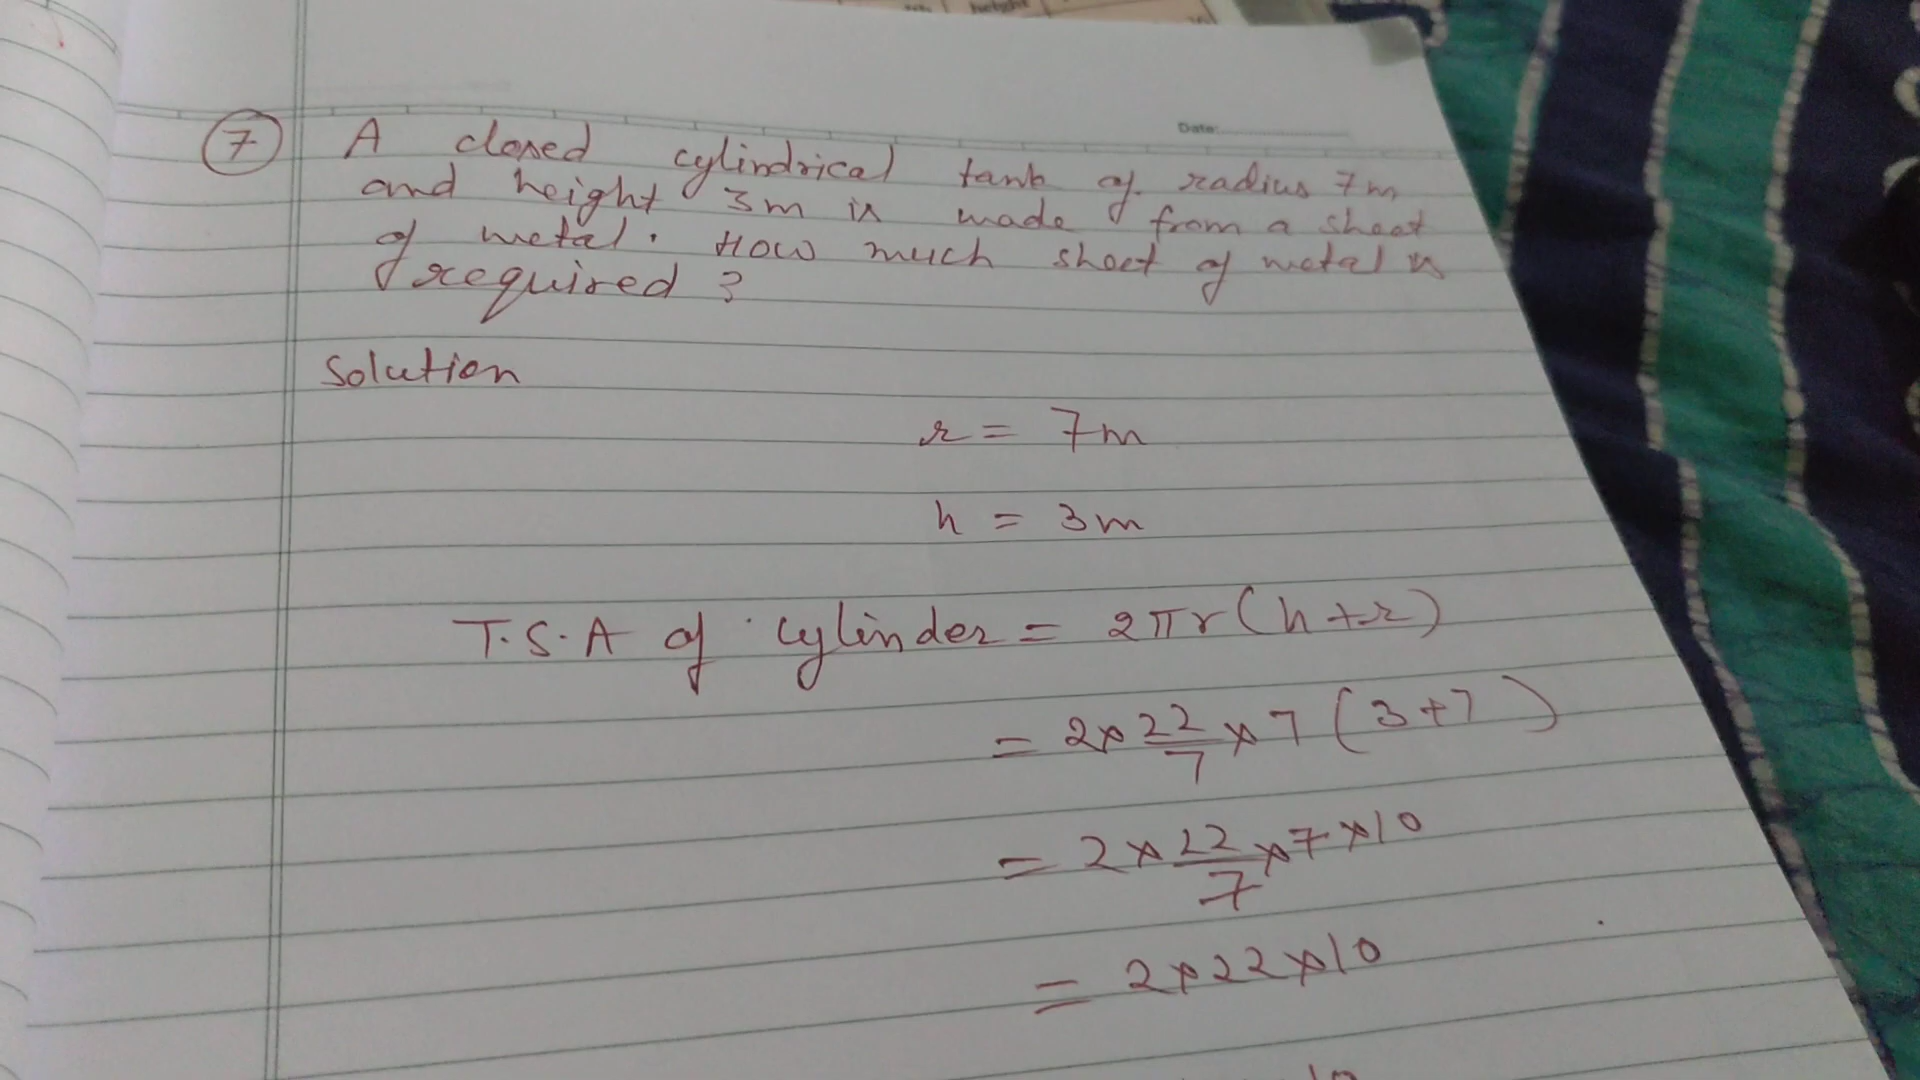 height
Date:
7 A closed cylindrical tank of radius 7m
and height 3m is made from a sheet
of metal. How much sheet of metal is
required ?
Solution
r = 7m
h = 3m
T.S.A of cylinder = 2πr(h+r)
= 2×22/7×7(3+7)
= 2×22/7×7×10
= 2×22×10